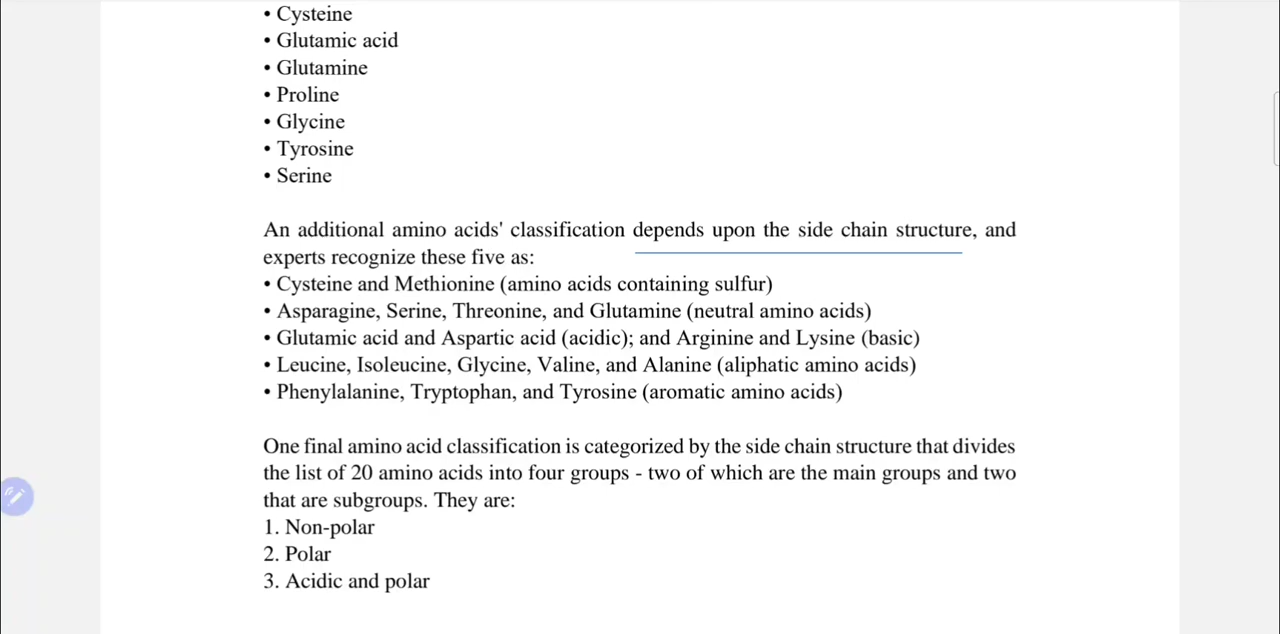 • Cysteine
• Glutamic acid
• Glutamine
• Proline
• Glycine
• Tyrosine
• Serine
An additional amino acids' classification depends upon the side chain structure, and
experts recognize these five as:
• Cysteine and Methionine (amino acids containing sulfur)
• Asparagine, Serine, Threonine, and Glutamine (neutral amino acids)
• Glutamic acid and Aspartic acid (acidic); and Arginine and Lysine (basic)
• Leucine, Isoleucine, Glycine, Valine, and Alanine (aliphatic amino acids)
• Phenylalanine, Tryptophan, and Tyrosine (aromatic amino acids)
One final amino acid classification is categorized by the side chain structure that divides
the list of 20 amino acids into four groups - two of which are the main groups and two
that are subgroups. They are:
1. Non-polar
2. Polar
3. Acidic and polar